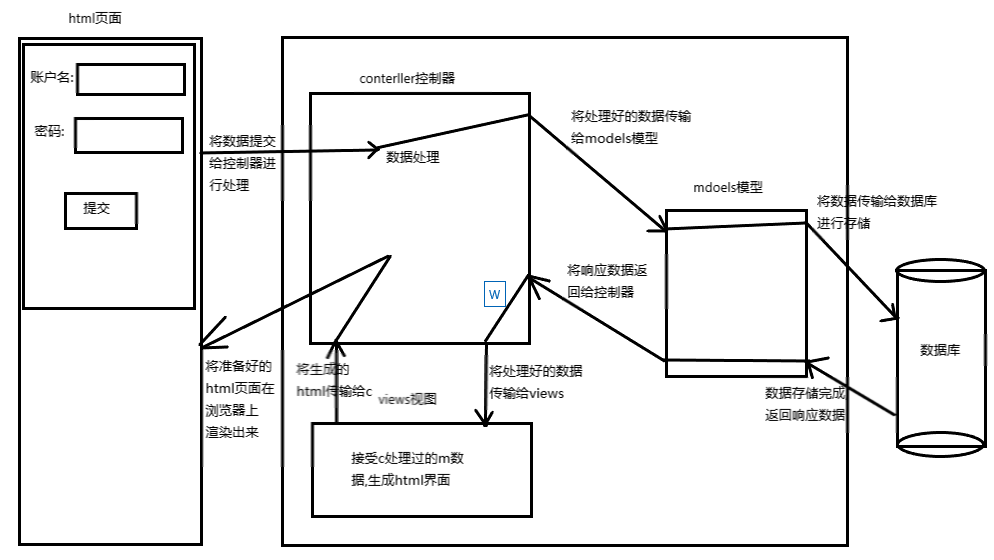 html页面
账户名:
密码:
提交
将数据提交
给控制器进
行处理
conterller控制器
数据处理
将处理好的数据传输
给models模型
mdoels模型
将数据传输给数据库
进行存储
将响应数据返
回给控制器
W
数据库
将准备好的
html页面在
浏览器上
渲染出来
将生成的
html传输给c
views视图
将处理好的数据
传输给views
数据存储完成
返回响应数据
接受c处理过的m数
据,生成html界面